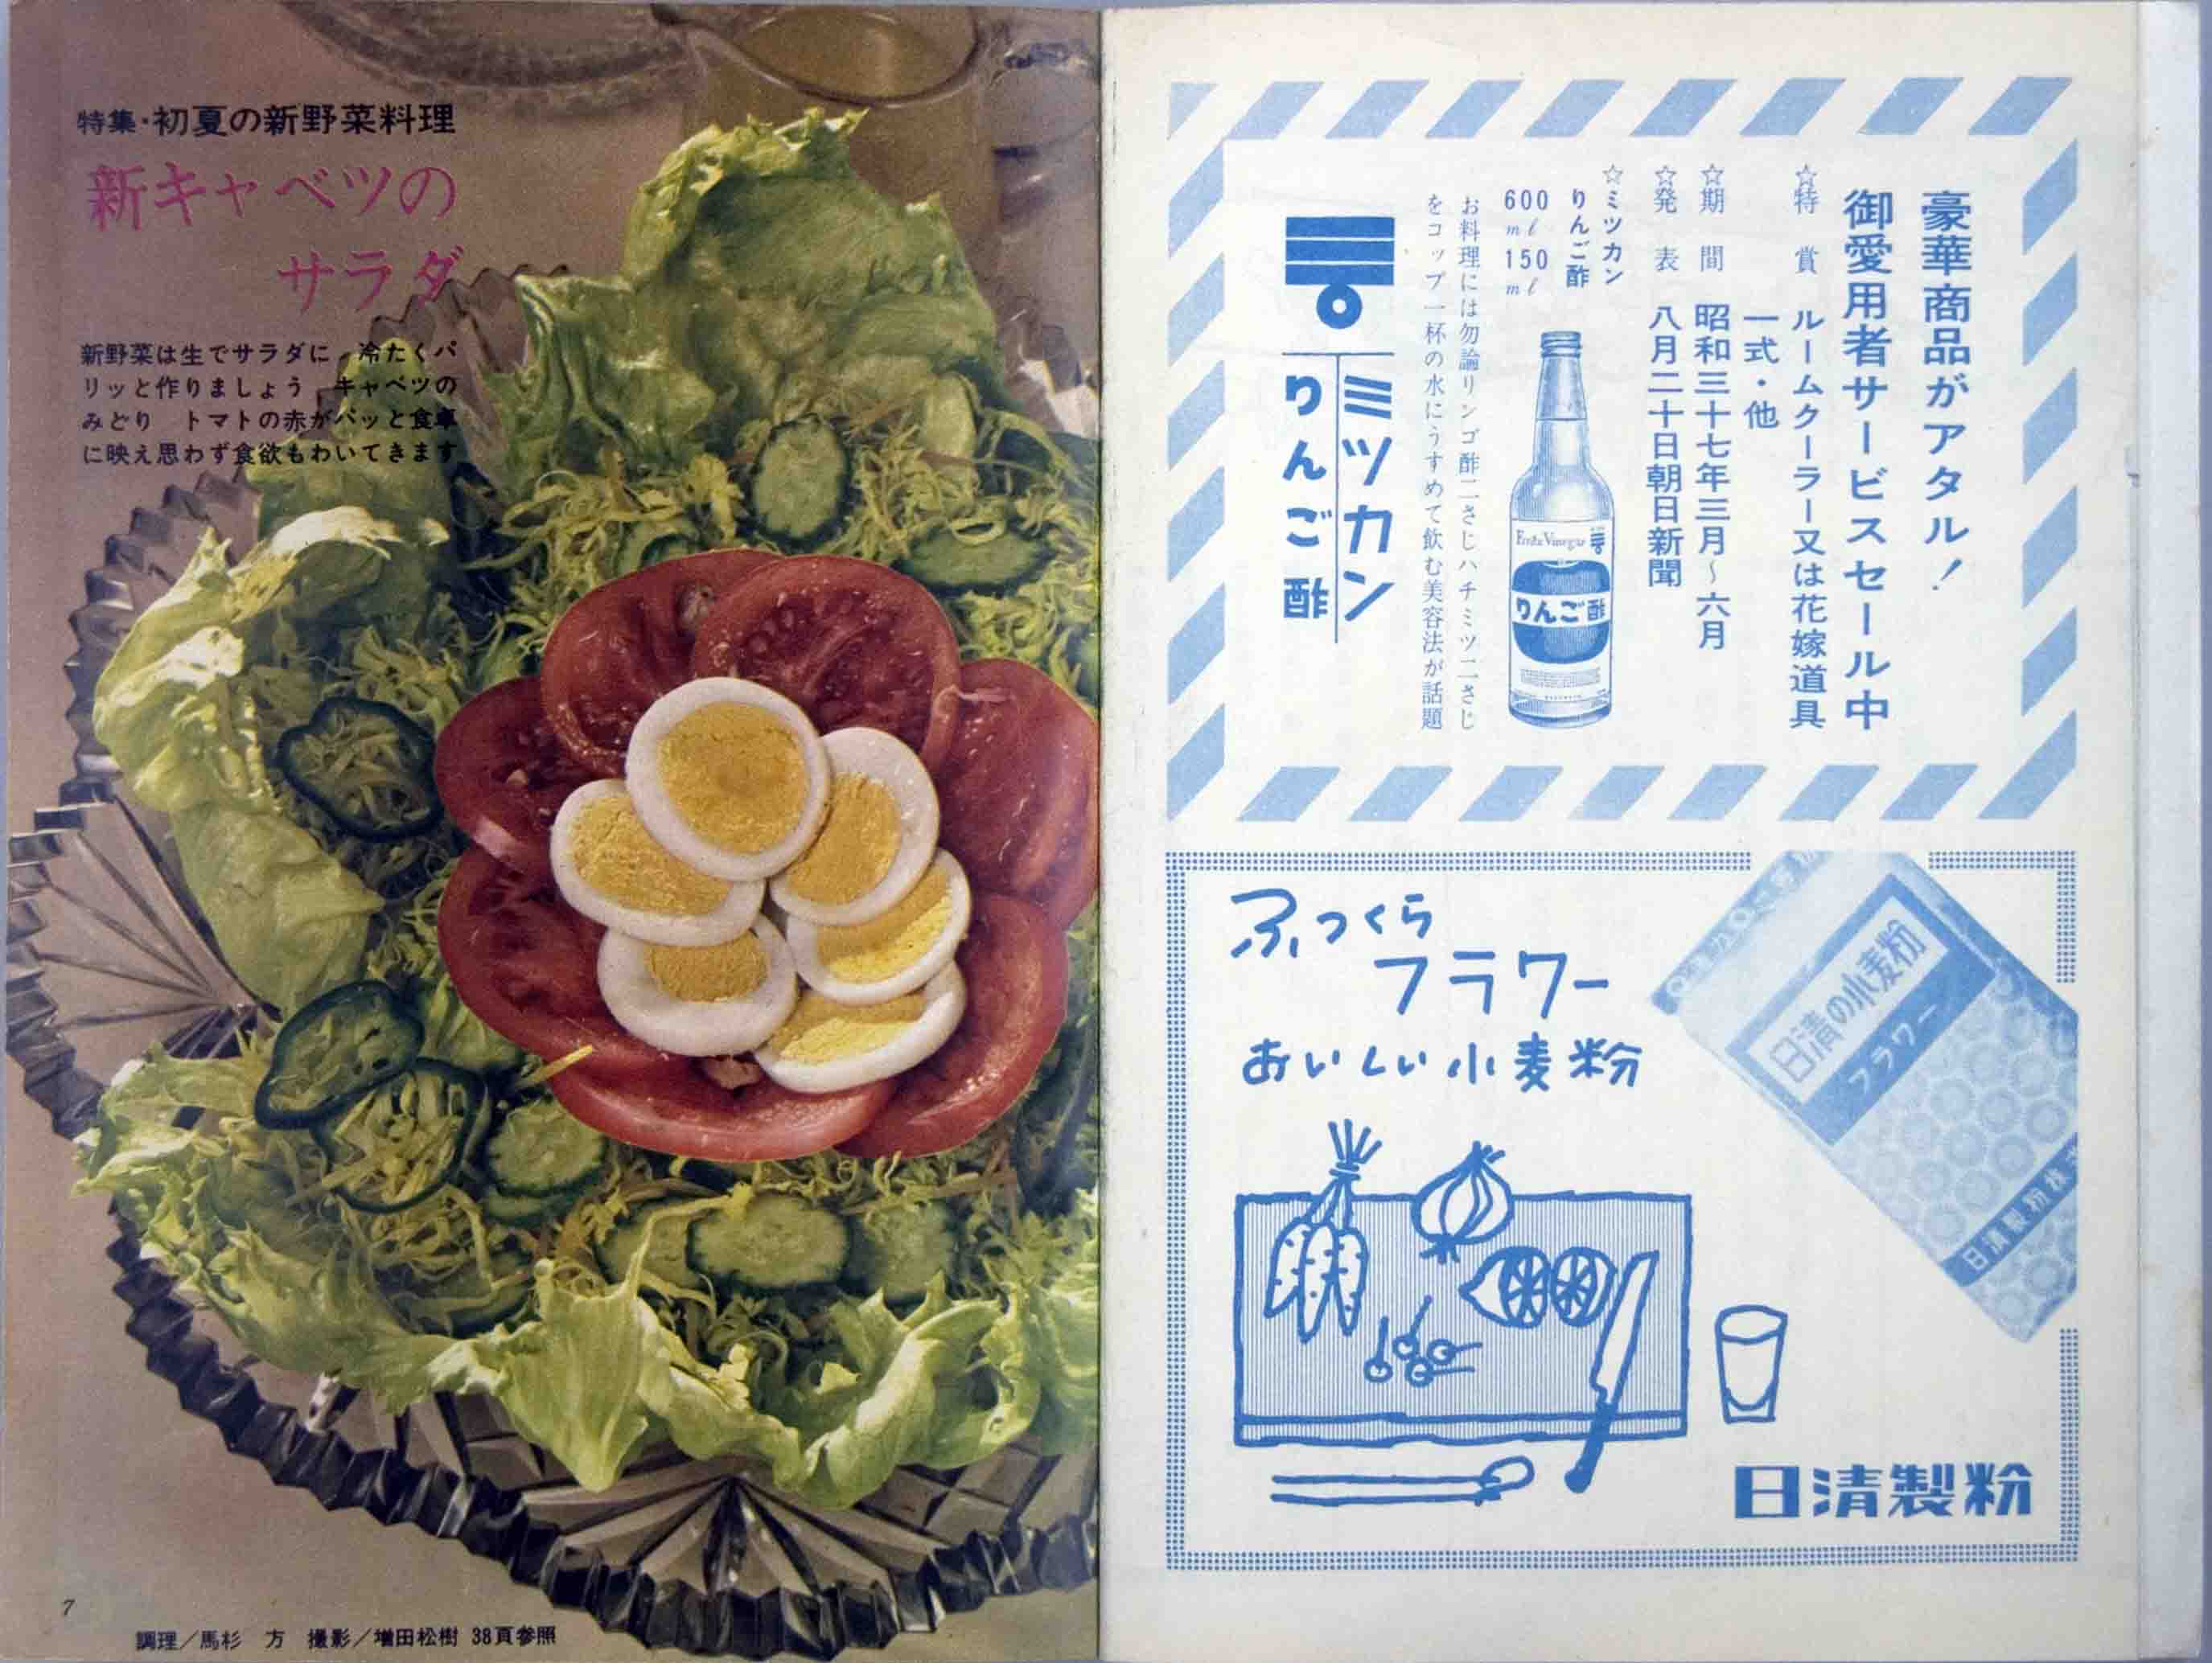 特集・初夏の新野菜料理
新キャベツの
サラダ
新野菜は生でサラダに 冷たくパ
リッと作りましょう キャベツの
みどり トマトの赤がパッと食卓
に映え思わず食欲もわいてきます
7
調理／馬杉 方 撮影／増田松樹 38頁参照
豪華商品がアタル！
御愛用者サービスセール中
☆特賞 ルームクーラー又は花嫁道具
一式・他
☆期間 昭和三十七年三月〜六月
☆発表 八月二十日朝日新聞
☆ミツカン
りんご酢
600ml 150ml
お料理には勿論リンゴ酢二さじハチミツ二さじ
をコップ一杯の水にうすめて飲む美容法が話題
Vinegar
りんご酢
ミツカン
りんご酢
ふっくら
フラワー
おいしい小麦粉
日清の小麦粉
フラワー
日清製粉株
日清製粉